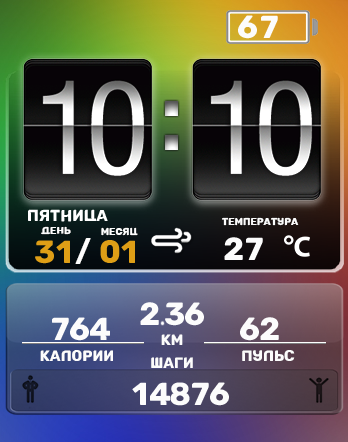 67
10 : 10
ПЯТНИЦА
ДЕНЬ МЕСЯЦ
31 / 01
ТЕМПЕРАТУРА
27 °C
764
КАЛОРИИ
2.36
КМ
62
ПУЛЬС
ШАГИ
14876